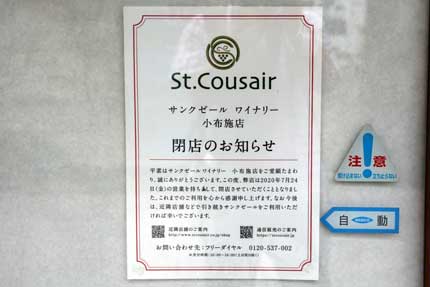 St.Cousair
サンクゼール ワイナリー
小布施店
閉店のお知らせ
平素はサンクゼール ワイナリー 小布施店をご愛顧たまわ
り、誠にありがとうございます。この度、弊店は2020年7月24
日(金)の営業を持ちまして、閉店させていただくこととなりまし
た。これまでのご利用を心から感謝申し上げます。なお今後
は、近隣店舗などで引き続きサンクゼールをご利用いただ
ければ幸いでございます。
近隣店舗のご案内
通信販売のご案内
お問い合わせ先:フリーダイヤル 0120-537-002
注意
自動